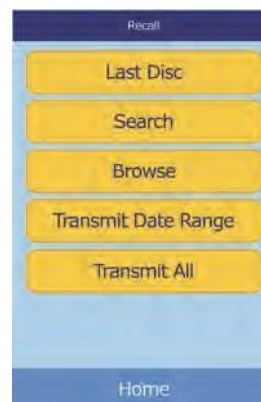 Recall
Last Disc
Search
Browse
Transmit Date Range
Transmit All
Home